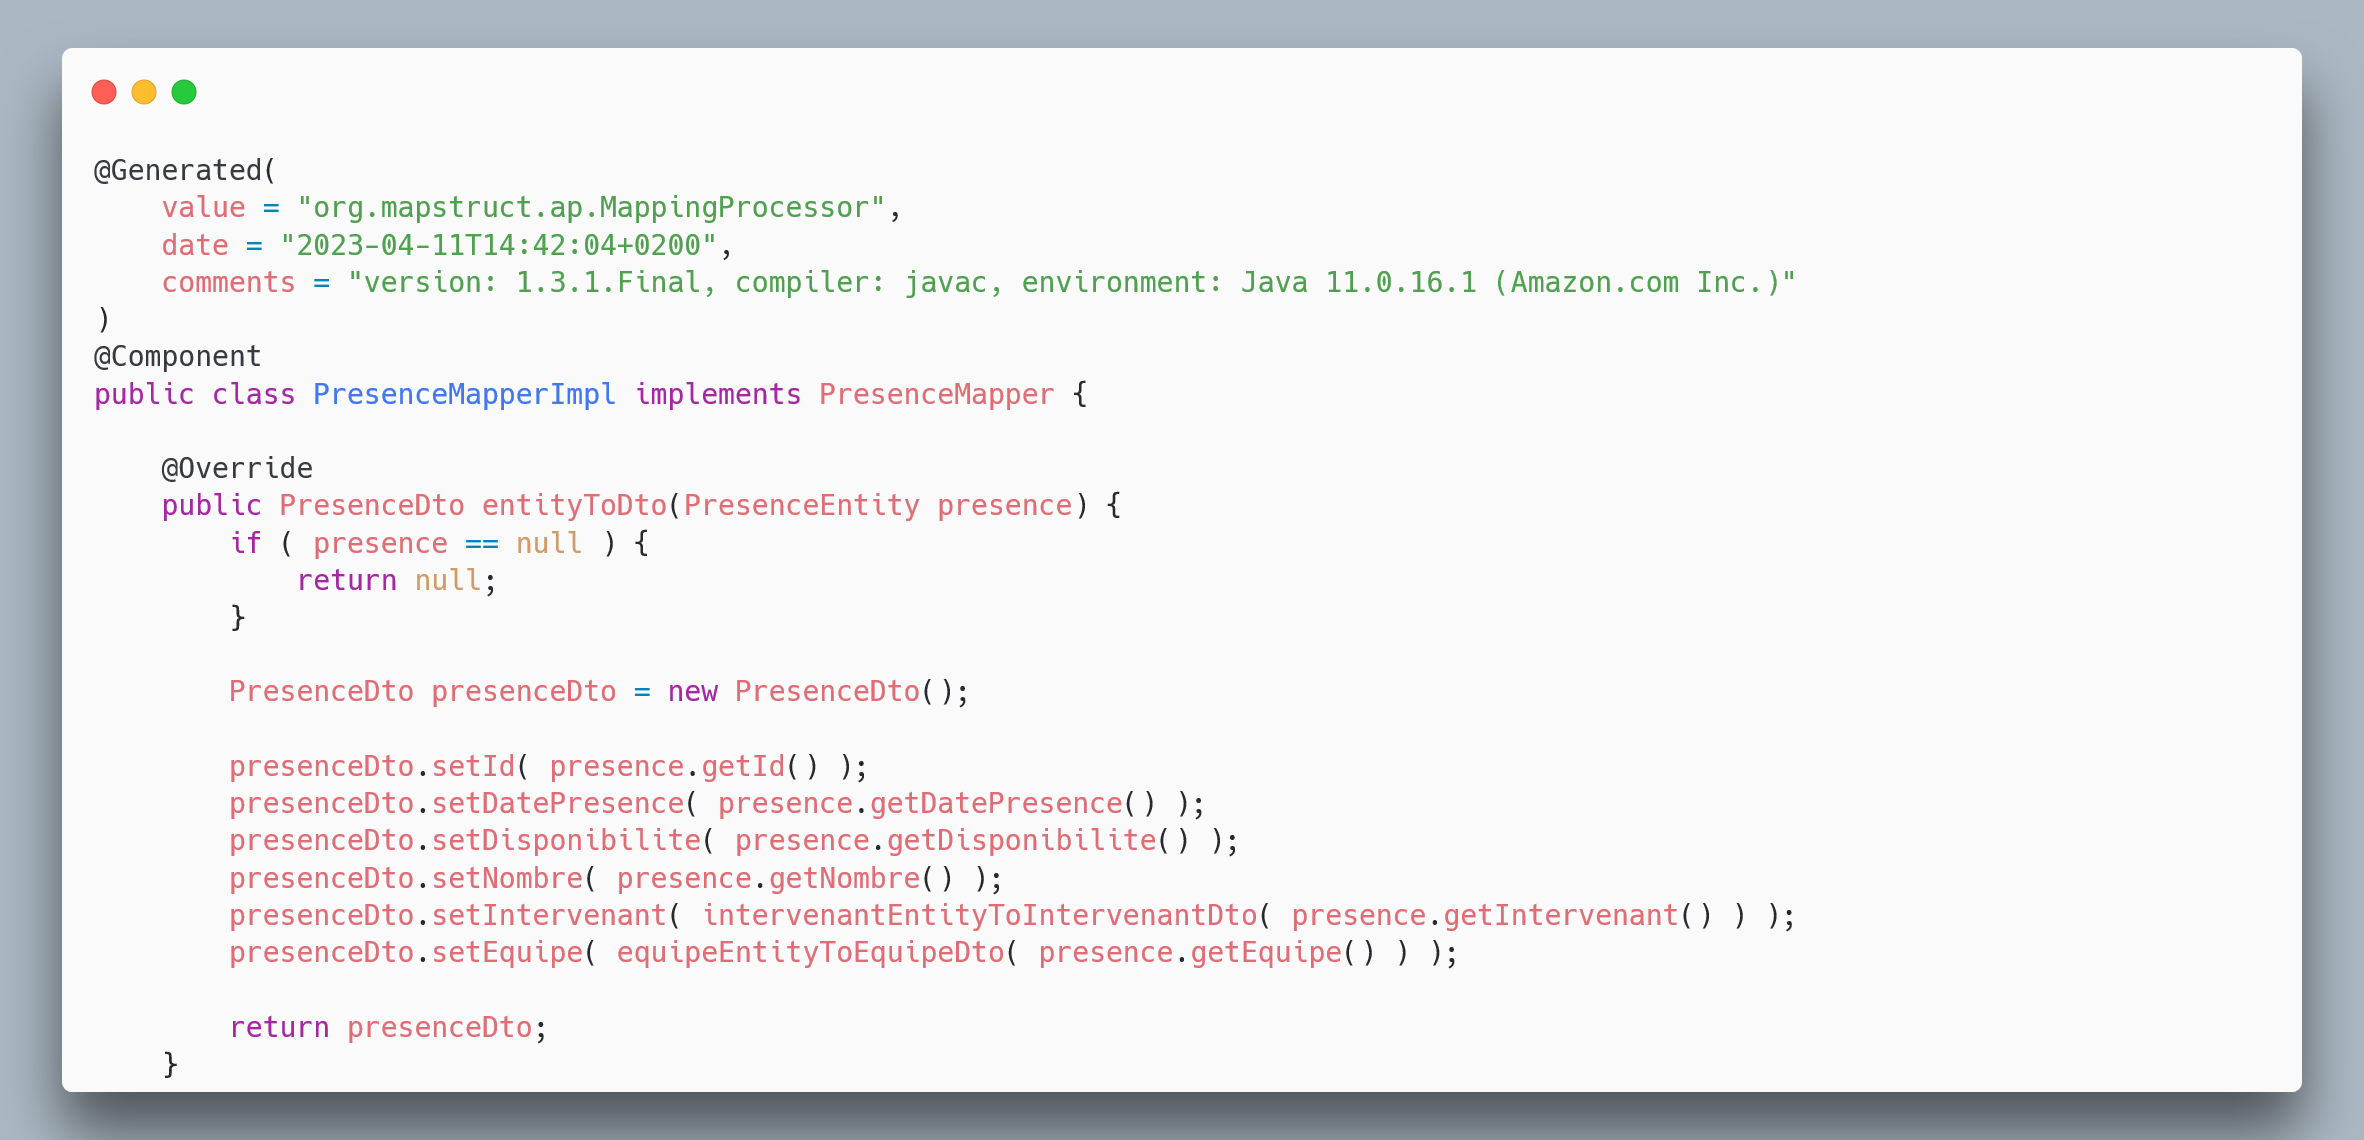 @Generated(
    value = "org.mapstruct.ap.MappingProcessor",
    date = "2023-04-11T14:42:04+0200",
    comments = "version: 1.3.1.Final, compiler: javac, environment: Java 11.0.16.1 (Amazon.com Inc.)"
)
@Component
public class PresenceMapperImpl implements PresenceMapper {

    @Override
    public PresenceDto entityToDto(PresenceEntity presence) {
        if ( presence == null ) {
            return null;
        }

        PresenceDto presenceDto = new PresenceDto();

        presenceDto.setId( presence.getId() );
        presenceDto.setDatePresence( presence.getDatePresence() );
        presenceDto.setDisponibilite( presence.getDisponibilite() );
        presenceDto.setNombre( presence.getNombre() );
        presenceDto.setIntervenant( intervenantEntityToIntervenantDto( presence.getIntervenant() ) );
        presenceDto.setEquipe( equipeEntityToEquipeDto( presence.getEquipe() ) );

        return presenceDto;
    }